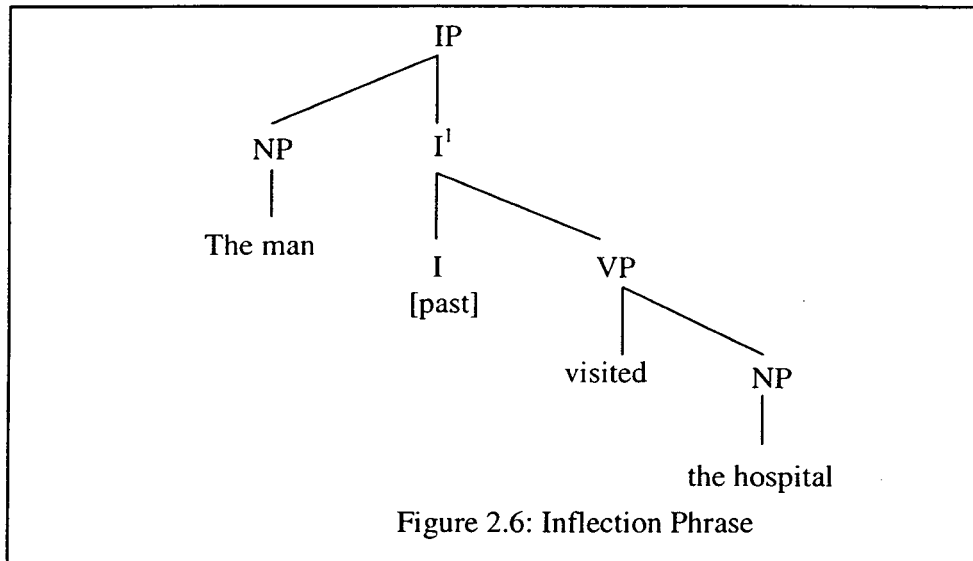 IP
NP I¹
The man
I VP
[past]
visited NP
the hospital
Figure 2.6: Inflection Phrase